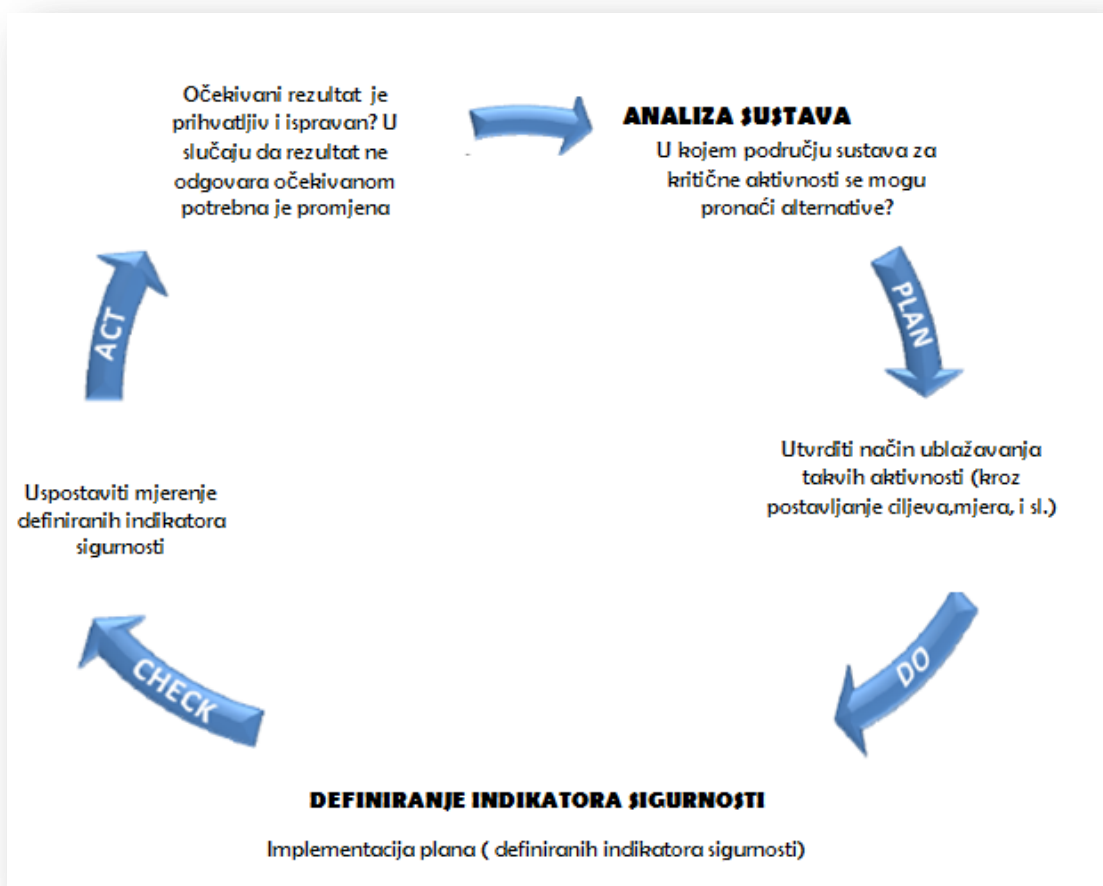 Očekivani rezultat je
prihvatljiv i ispravan? U
slučaju da rezultat ne
odgovara očekivanom
potrebna je promjena
ANALIZA SUSTAVA
U kojem području sustava za
kritične aktivnosti se mogu
pronaći alternative?
PLAN
Utvrditi način ublažavanja
takvih aktivnosti (kroz
postavljanje ciljeva,mjera, i sl.)
DO
DEFINIRANJE INDIKATORA SIGURNOSTI
Implementacija plana ( definiranih indikatora sigurnosti)
CHECK
Uspostaviti mjerenje
definiranih indikatora
sigurnosti
ACT